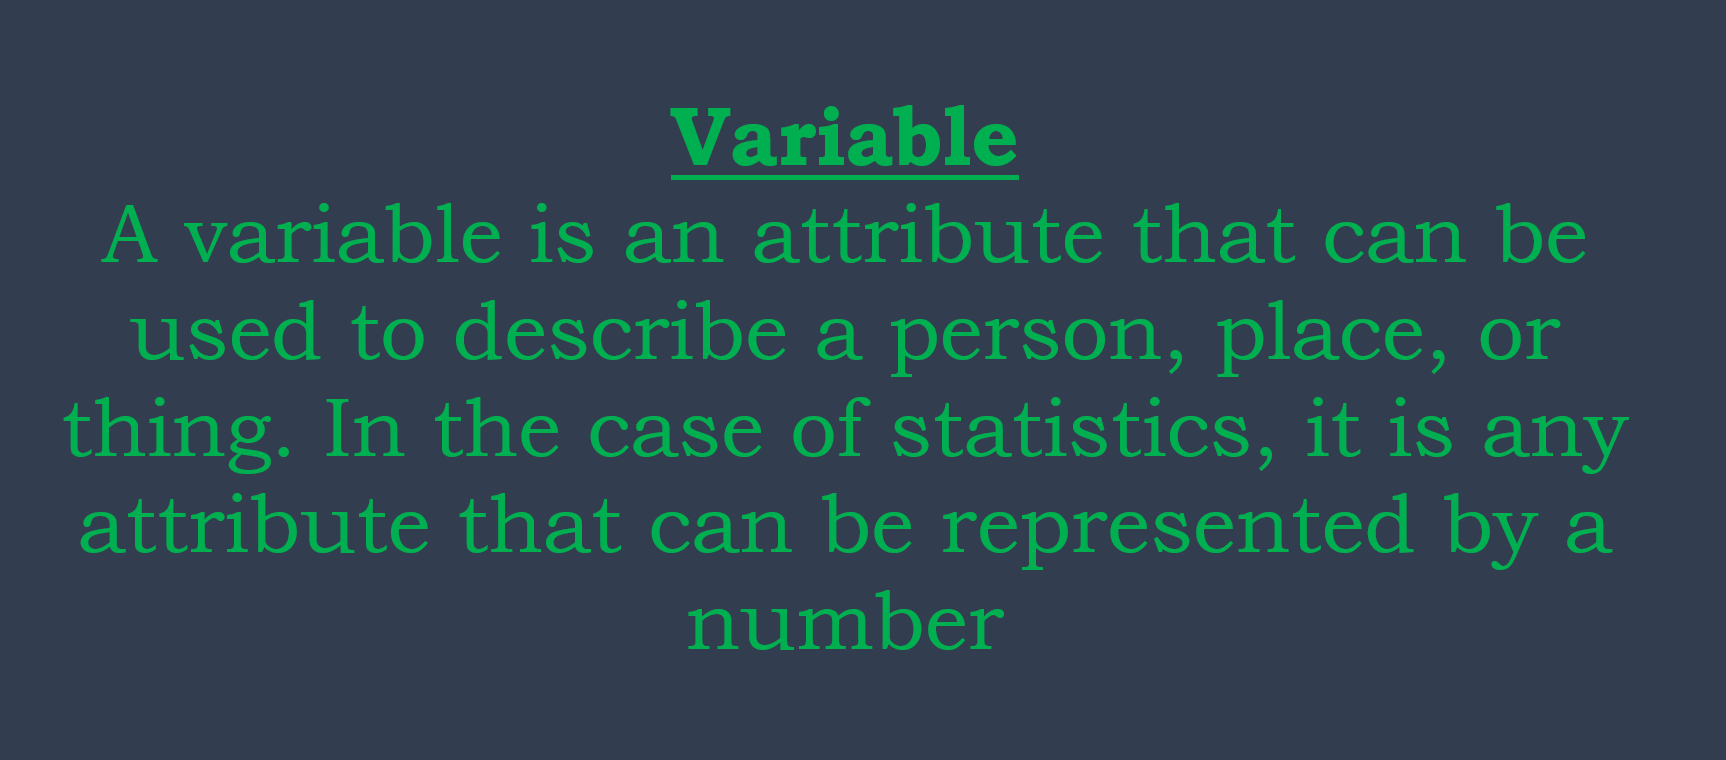 Variable
A variable is an attribute that can be
used to describe a person, place, or
thing. In the case of statistics, it is any
attribute that can be represented by a
number